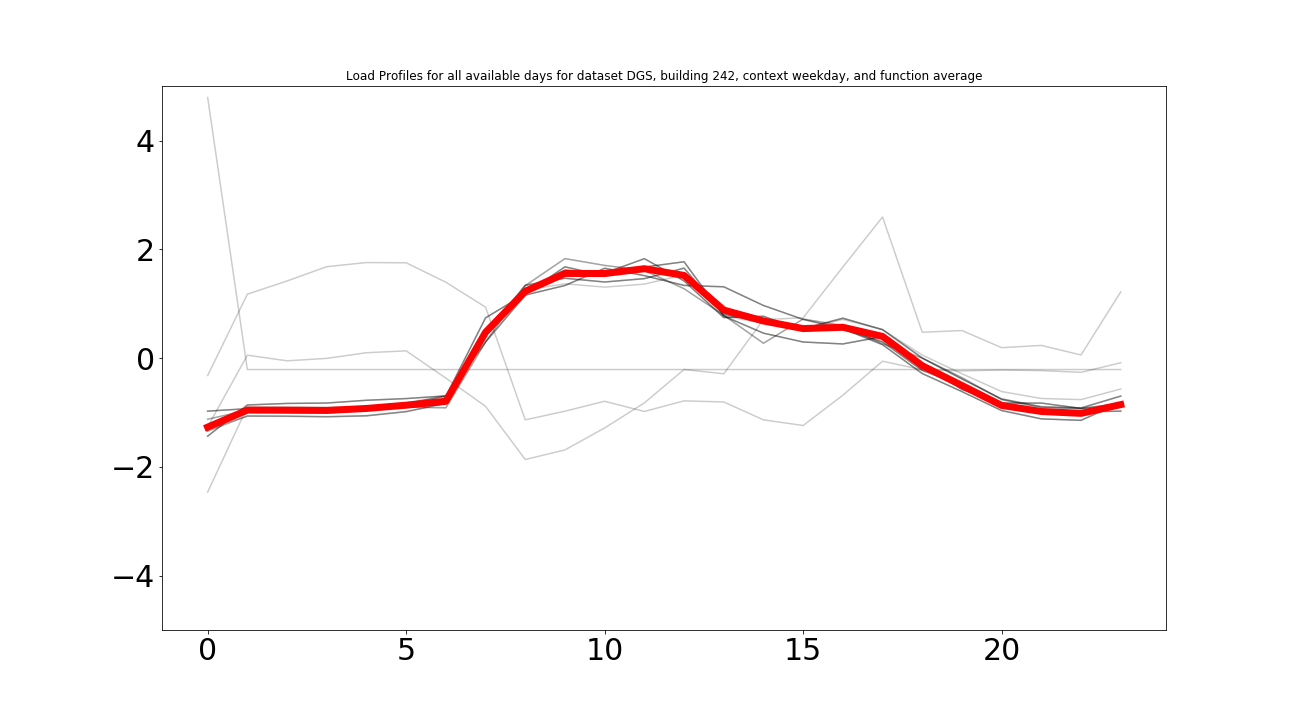 Load Profiles for all available days for dataset DGS, building 242, context weekday, and function average
4
2
0
−2
−4
0 5 10 15 20